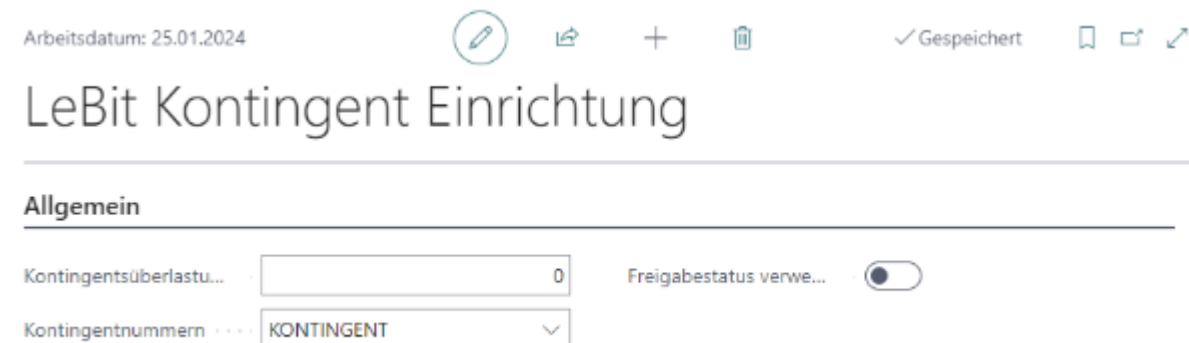 Arbeitsdatum: 25.01.2024 Gespeichert
LeBit Kontingent Einrichtung
Allgemein
Kontingentsüberlastu... 0 Freigabestatus verwe...
Kontingentnummern KONTINGENT